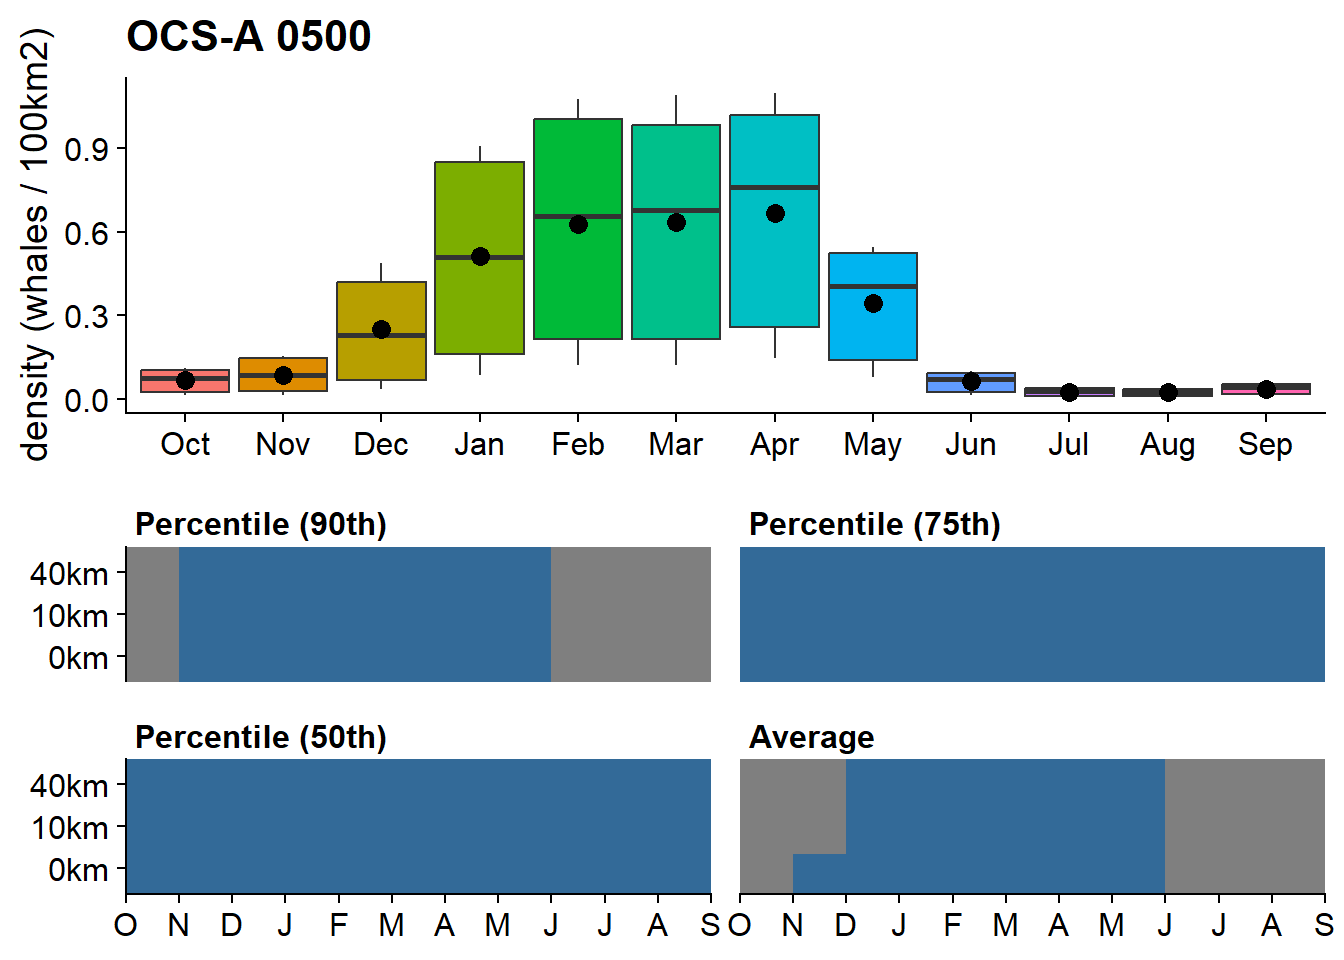 OCS-A 0500
density (whales / 100km2)
0.9
0.6
0.3
0.0
Oct Nov Dec Jan Feb Mar Apr May Jun Jul Aug Sep
Percentile (90th) Percentile (75th)
40km
10km
0km
Percentile (50th) Average
40km
10km
0km
O N D J F M A M J J A S O N D J F M A M J J A S